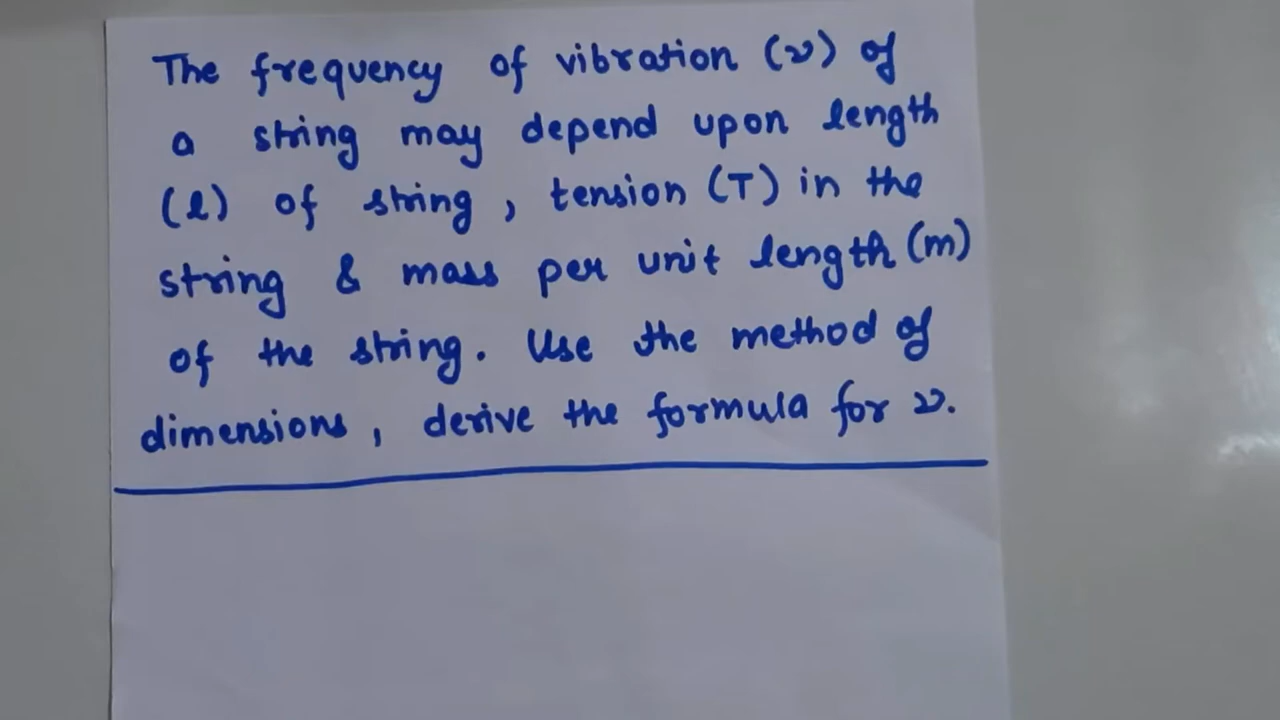 The frequency of vibration (ν) of
a string may depend upon length
(l) of string, tension (T) in the
string & mass per unit length (m)
of the string. Use the method of
dimensions, derive the formula for ν.